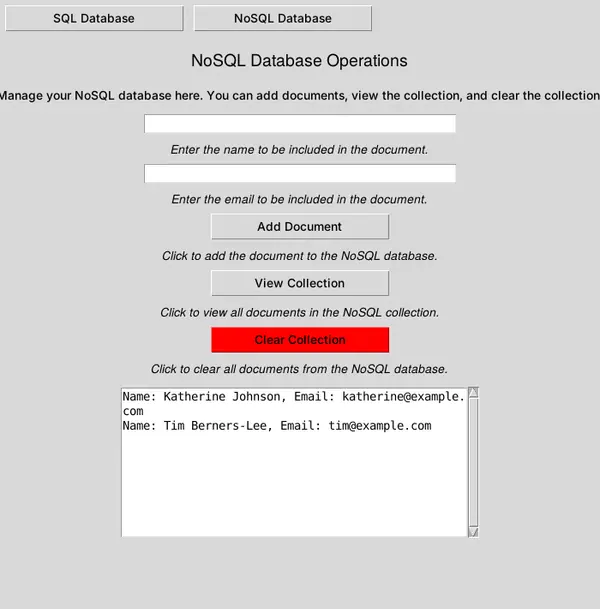 SQL Database
NoSQL Database
NoSQL Database Operations
Manage your NoSQL database here. You can add documents, view the collection, and clear the collection
Enter the name to be included in the document.
Enter the email to be included in the document.
Add Document
Click to add the document to the NoSQL database.
View Collection
Click to view all documents in the NoSQL collection.
Clear Collection
Click to clear all documents from the NoSQL database.
Name: Katherine Johnson, Email: katherine@example.
com
Name: Tim Berners-Lee, Email: tim@example.com